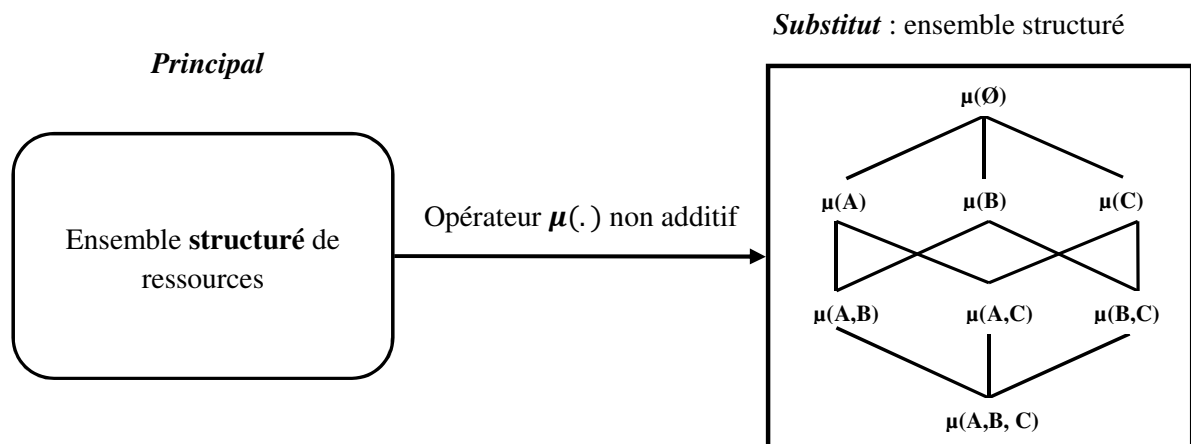 Substitut : ensemble structuré
Principal
µ(Ø)
µ(A) µ(B) µ(C)
Opérateur µ(. ) non additif
Ensemble structuré de
ressources
µ(A,B) µ(A,C) µ(B,C)
µ(A,B, C)